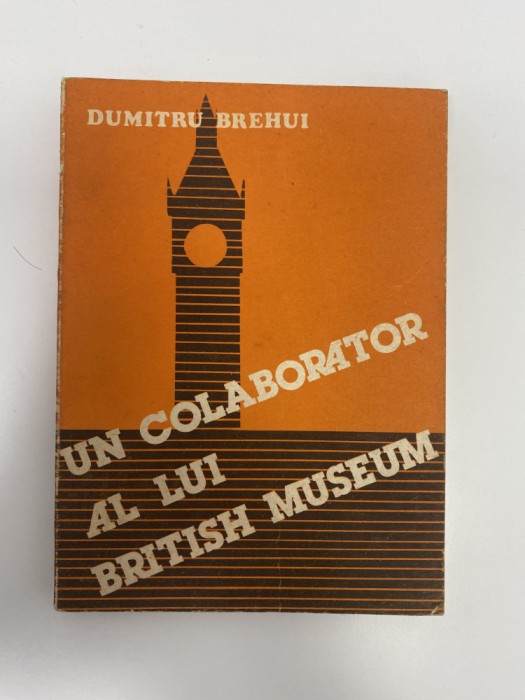 DUMITRU BREHUI
UN COLABORATOR
AL LUI
BRITISH MUSEUM